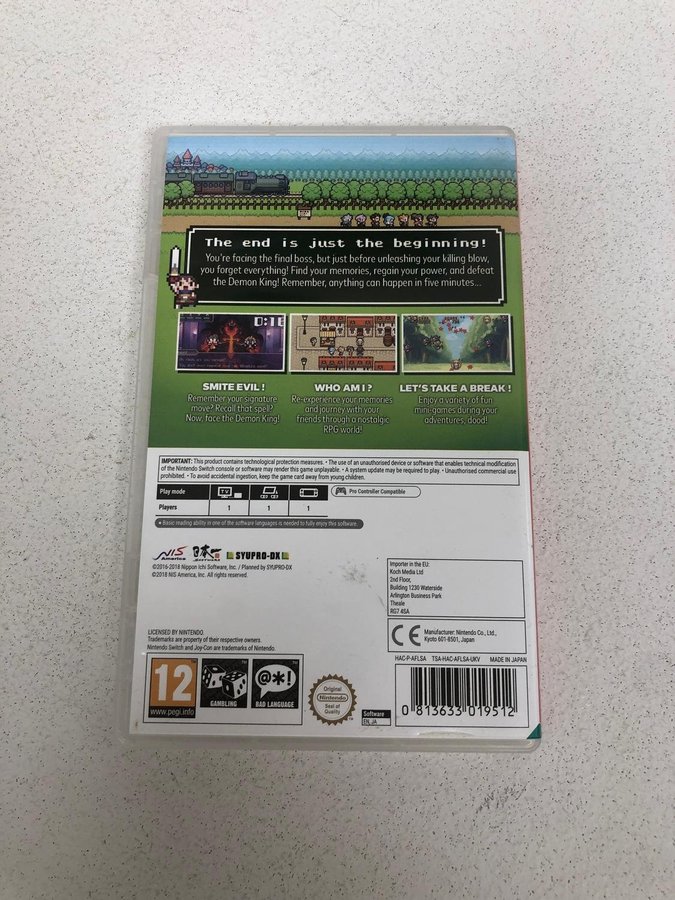 The end is just the beginning!
You're facing the final boss, but just before unleashing your killing blow,
you forget everything! Find your memories, regain your power, and defeat
the Demon King! Remember, anything can happen in five minutes...
0:10
SMITE EVIL!
Remember your signature
move? Recall that spell?
Now, face the Demon King!
WHO AM I?
Re-experience your memories
and journey with your
friends through a nostalgic
RPG world!
LET'S TAKE A BREAK!
Enjoy a variety of fun
mini-games during your
adventures, dood!
IMPORTANT: This product contains technological protection measures. • The use of an unauthorised device or software that enables technical modification
of the Nintendo Switch console or software may render this game unplayable. • A system update may be required to play. • Unauthorised commercial use
prohibited. • To avoid accidental ingestion, keep the game card away from young children.
Play mode
TV
Pro Controller Compatible
Players 1 1 1
• Basic reading ability in one of the software languages is needed to fully enjoy this software.
NIS America 日本一 SYUPRO-DX
©2016-2018 Nippon Ichi Software, Inc. / Planned by SYUPRO-DX
©2018 NIS America, Inc. All rights reserved.
Importer in the EU:
Koch Media Ltd
2nd Floor,
Building 1230 Waterside
Arlington Business Park
Theale
RG7 4SA
CE
Manufacturer: Nintendo Co., Ltd.,
Kyoto 601-8501, Japan
LICENSED BY NINTENDO
Trademarks are property of their respective owners.
Nintendo Switch and Joy-Con are trademarks of Nintendo.
HAC-P-AFLSA TSA-HAC-AFLSA-UKV MADE IN JAPAN
12
www.pegi.info
GAMBLING
@*!
BAD LANGUAGE
Original
Nintendo
Seal of
Quality
Software
EN, JA
0 813633 019512